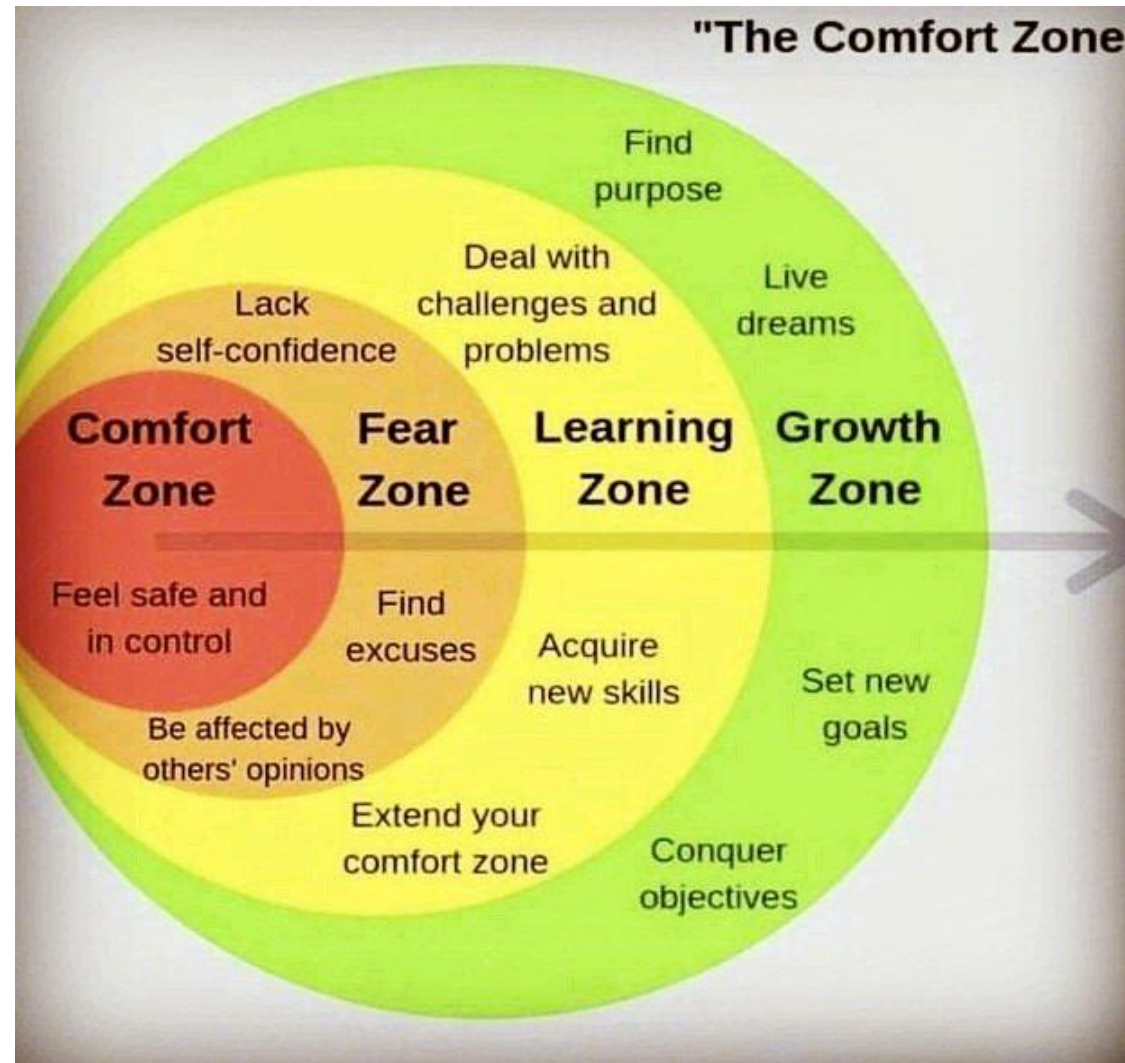 "The Comfort Zone
Find
purpose
Deal with
challenges and
problems
Live
dreams
Lack
self-confidence
Comfort
Zone
Fear
Zone
Learning
Zone
Growth
Zone
Feel safe and
in control
Find
excuses
Acquire
new skills
Set new
goals
Be affected by
others' opinions
Extend your
comfort zone
Conquer
objectives